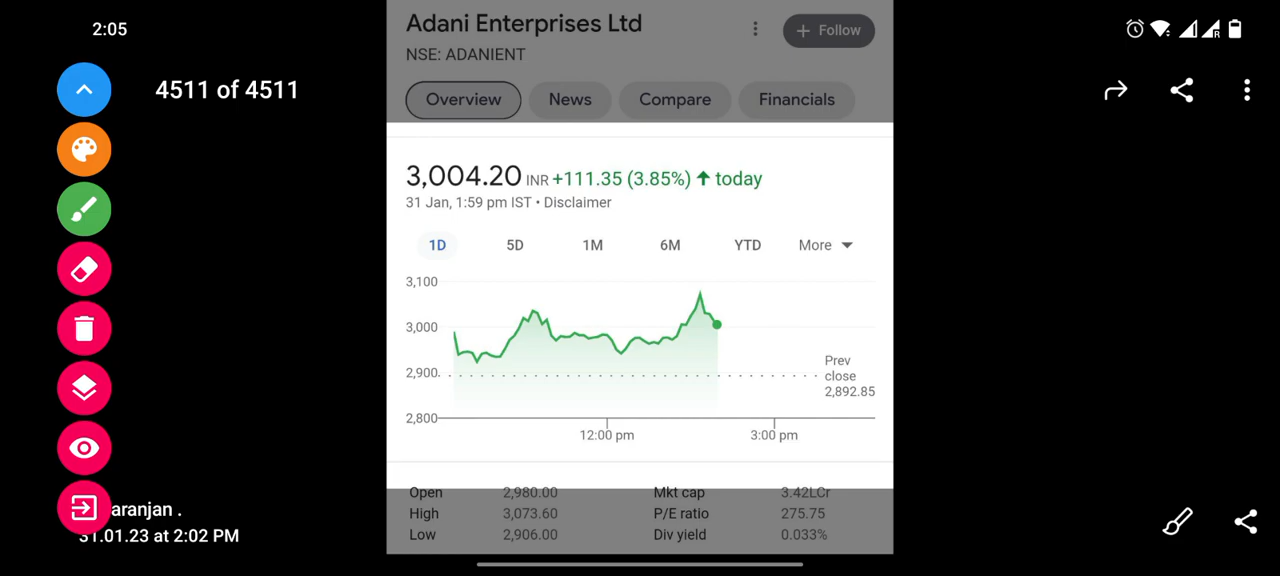 2:05
4511 of 4511
Adani Enterprises Ltd
+ Follow
NSE: ADANIENT
Overview News Compare Financials
3,004.20 INR +111.35 (3.85%) ↑ today
31 Jan, 1:59 pm IST • Disclaimer
1D 5D 1M 6M YTD More
3,100
3,000
2,900
2,800
Prev
close
2,892.85
12:00 pm 3:00 pm
Open 2,980.00 Mkt cap 3.42LCr
High 3,073.60 P/E ratio 275.75
Low 2,906.00 Div yield 0.033%
aranjan .
31.01.23 at 2:02 PM